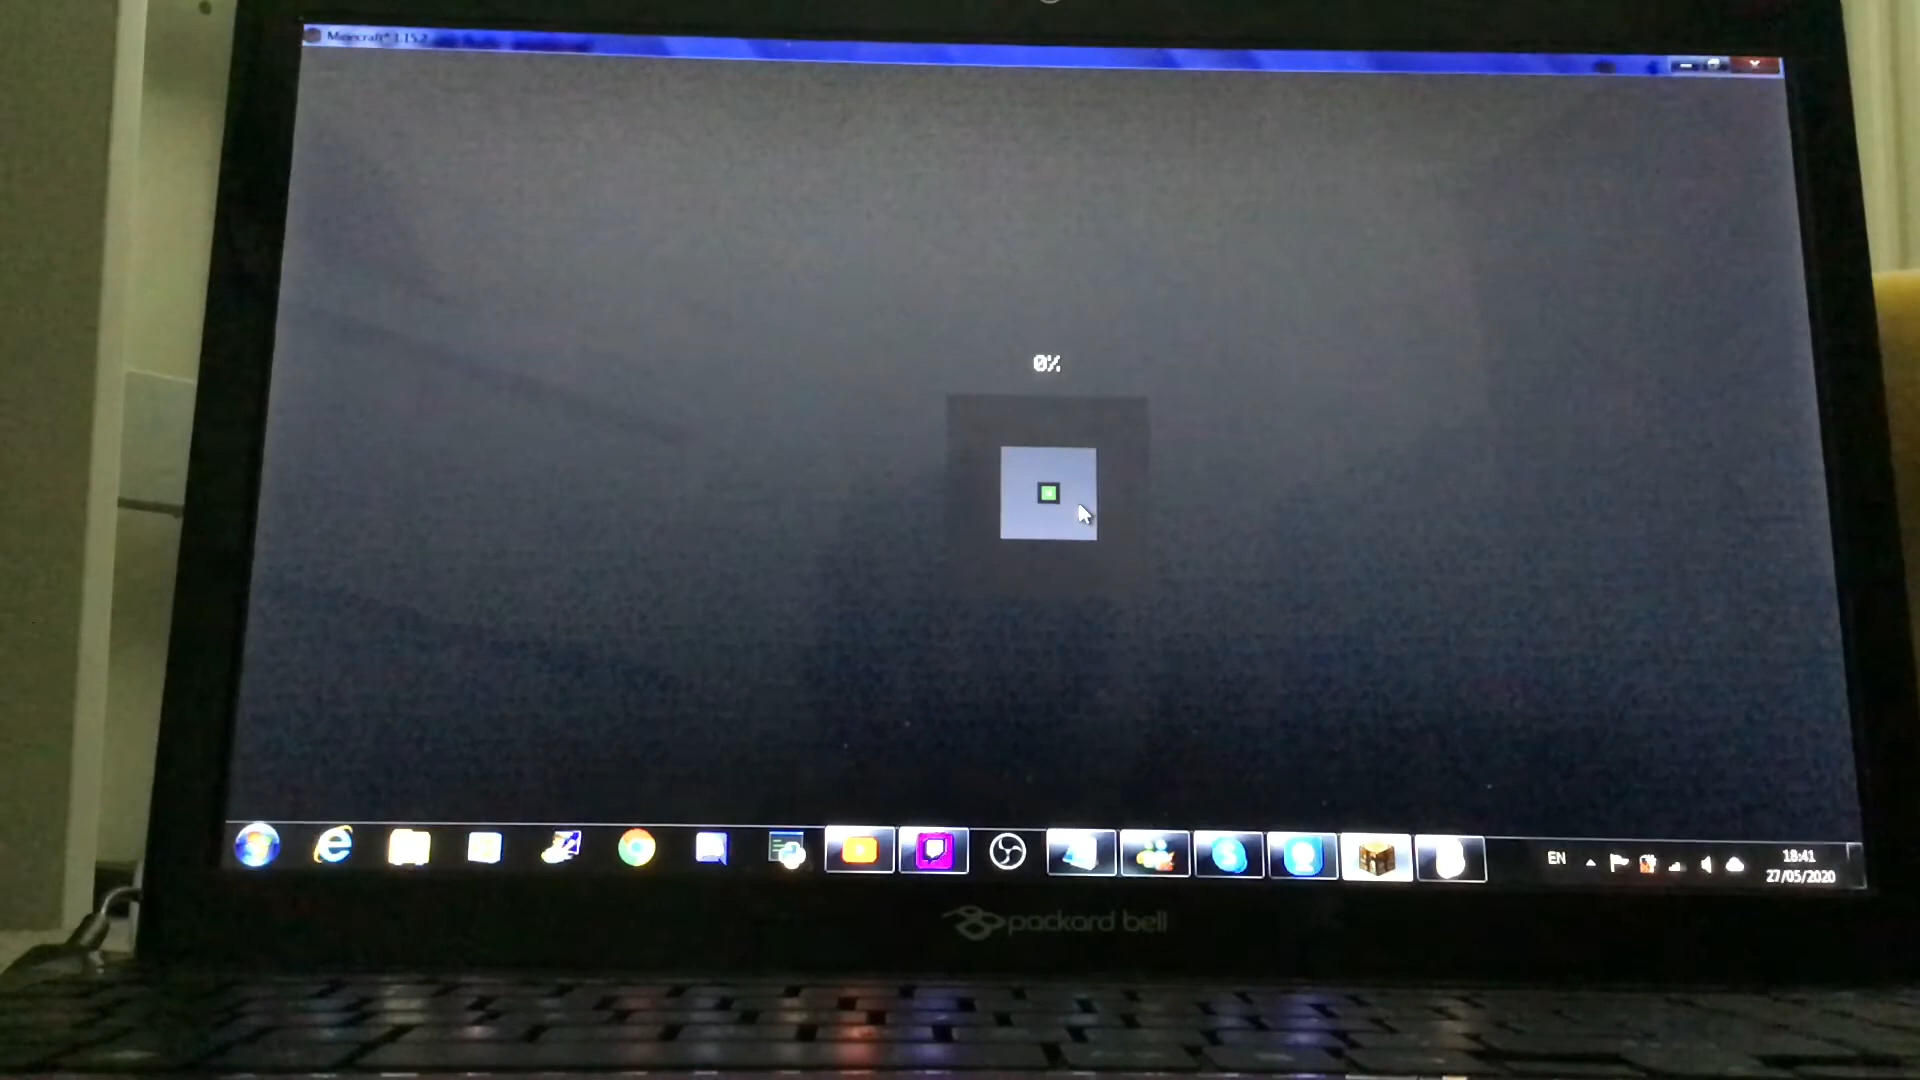 Minecraft* 1.15.2
0%
EN
18:41
27/05/2020
packard bell